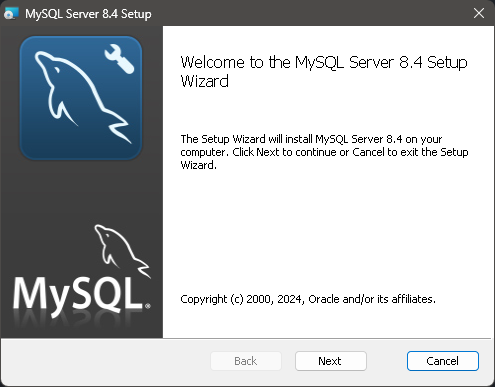 MySQL Server 8.4 Setup
Welcome to the MySQL Server 8.4 Setup
Wizard
The Setup Wizard will install MySQL Server 8.4 on your
computer. Click Next to continue or Cancel to exit the Setup
Wizard.
MySQL®
Copyright (c) 2000, 2024, Oracle and/or its affiliates.
Back
Next
Cancel